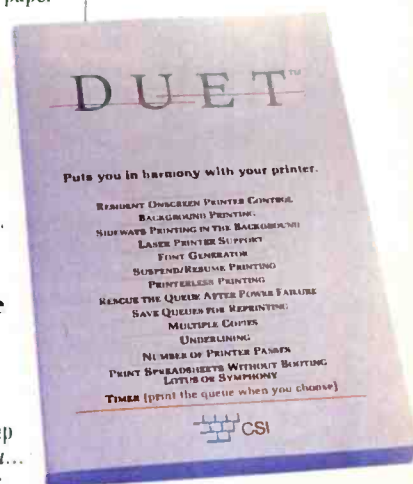 paper
DUET™
Puts you in harmony with your printer.
RESIDENT ONSCREEN PRINTER CONTROL
BACKGROUND PRINTING
SIDEWAYS PRINTING IN THE BACKGROUND
LASER PRINTER SUPPORT
FONT GENERATOR
SUSPEND/RESUME PRINTING
PRINTERLESS PRINTING
RESCUE THE QUEUE AFTER POWER FAILURE
SAVE QUEUES FOR REPRINTING
MULTIPLE COPIES
UNDERLINING
NUMBER OF PRINTER PASSES
PRINT SPREADSHEETS WITHOUT BOOTING
LOTUS OR SYMPHONY
TIMER (print the queue when you choose)
CSI